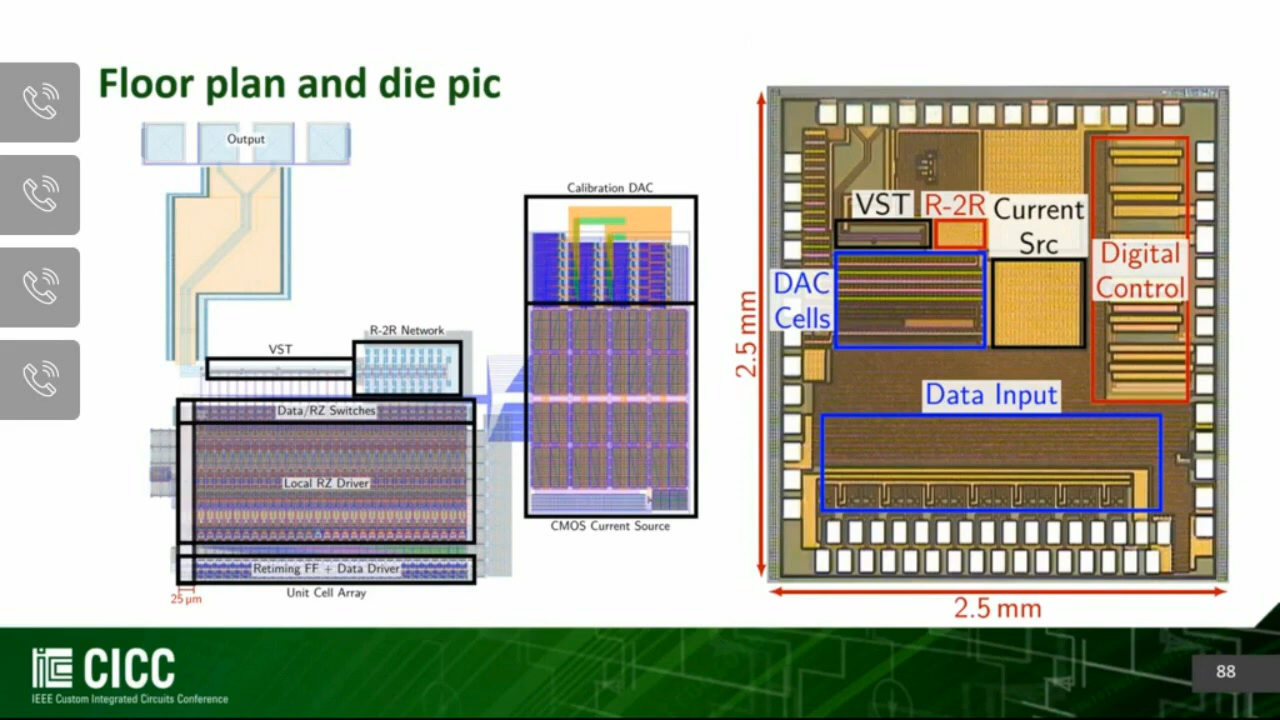 Floor plan and die pic
Output
Calibration DAC
R-2R Network
VST
Data/RZ Switches
Local RZ Driver
CMOS Current Source
Retiming FF + Data Driver
Unit Cell Array
25 µm
VST
R-2R
Current
Src
Digital
Control
DAC
Cells
Data Input
2.5 mm
2.5 mm
CICC
IEEE Custom Integrated Circuits Conference
88